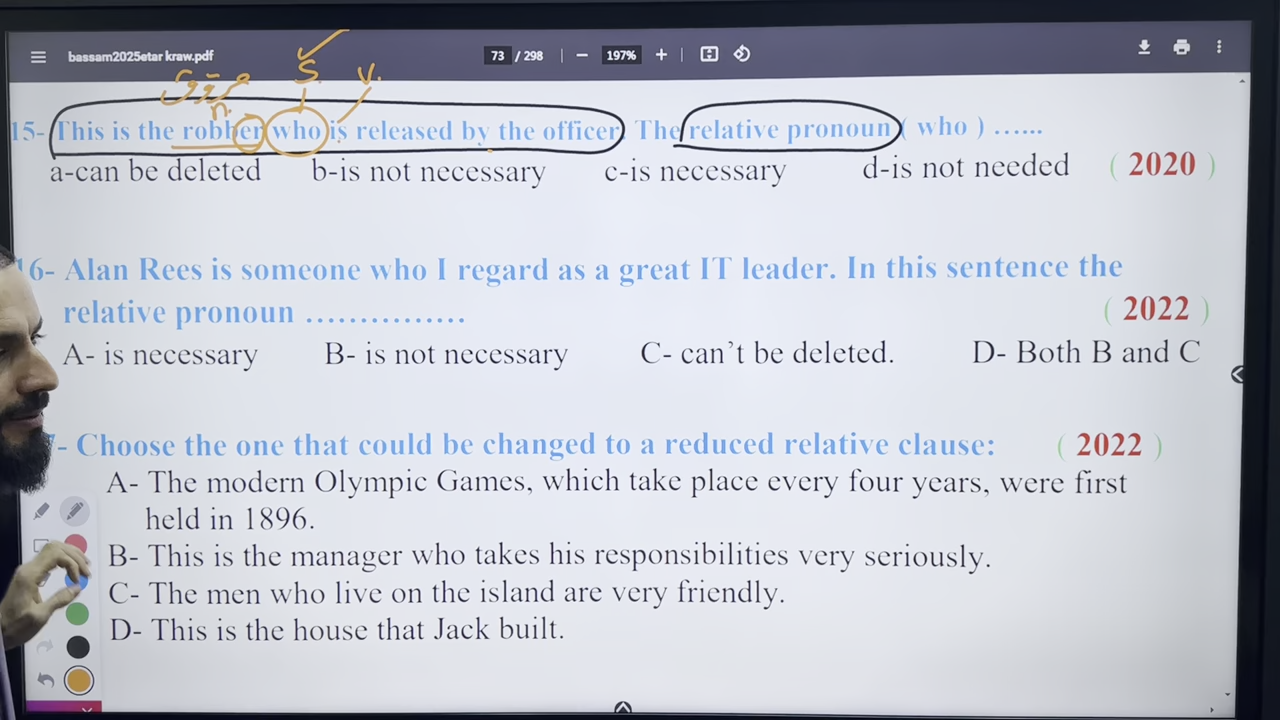 bassam2025etar kraw.pdf
73 / 298
197%
مرۆڤ
S.
V.
n.
15- This is the robber who is released by the officer. The relative pronoun ( who ) ......
a-can be deleted b-is not necessary c-is necessary d-is not needed ( 2020 )
16- Alan Rees is someone who I regard as a great IT leader. In this sentence the
relative pronoun ............... ( 2022 )
A- is necessary B- is not necessary C- can’t be deleted. D- Both B and C
7- Choose the one that could be changed to a reduced relative clause: ( 2022 )
A- The modern Olympic Games, which take place every four years, were first
held in 1896.
B- This is the manager who takes his responsibilities very seriously.
C- The men who live on the island are very friendly.
D- This is the house that Jack built.